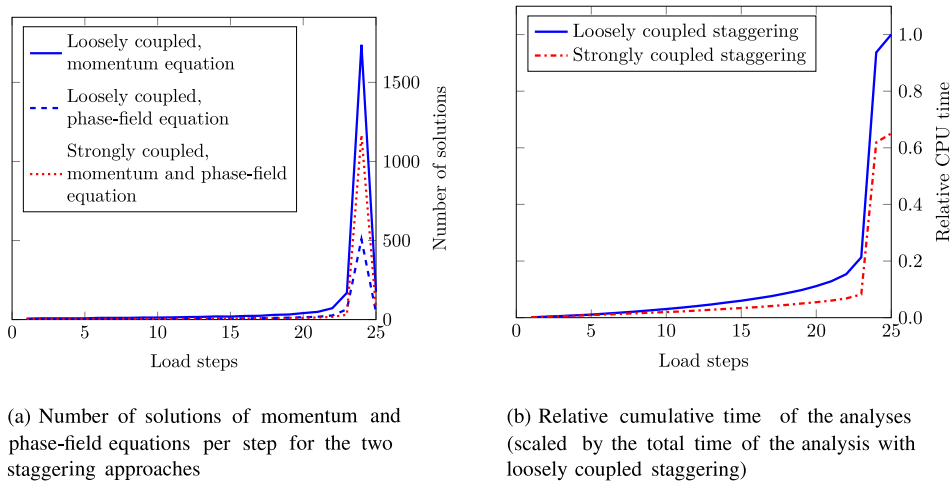 Loosely coupled,
momentum equation
Loosely coupled,
phase-field equation
Strongly coupled,
momentum and phase-field
equation
1500
1000
500
Number of solutions
0
5
10
15
20
25
Load steps
(a) Number of solutions of momentum and
phase-field equations per step for the two
staggering approaches
Loosely coupled staggering
Strongly coupled staggering
1.0
0.8
0.6
0.4
0.2
0.0
Relative CPU time
0
5
10
15
20
25
Load steps
(b) Relative cumulative time of the analyses
(scaled by the total time of the analysis with
loosely coupled staggering)